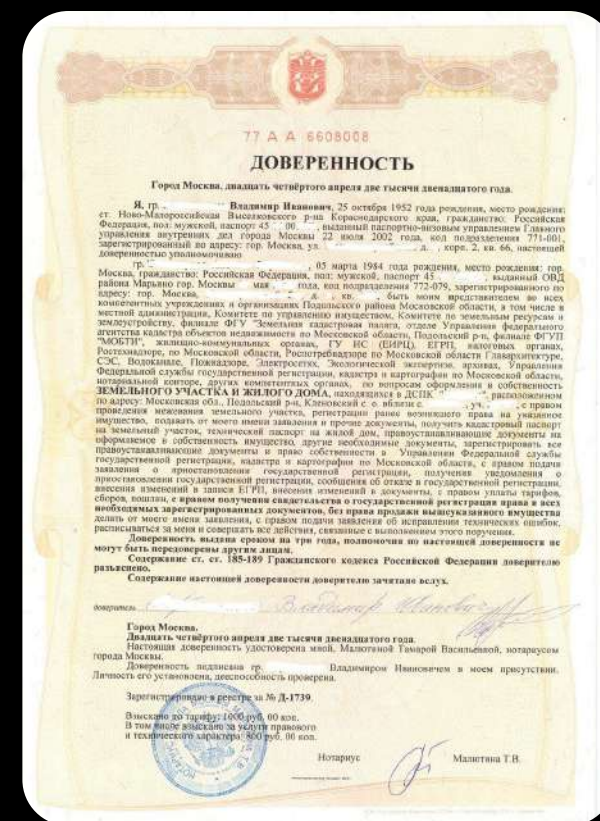 77 А А 6608008
ДОВЕРЕННОСТЬ
Город Москва, двадцать четвёртого апреля две тысячи двенадцатого года.
Я, гр. Владимир Иванович, 25 октября 1952 года рождения, место рождения:
ст. Ново-Малороссийская Выселковского р-на Краснодарского края, гражданство: Российская
Федерация, пол: мужской, паспорт 45 00, выданный паспортно-визовым управлением Главного
управления внутренних дел города Москвы 22 июля 2002 года, код подразделения 771-001,
зарегистрированный по адресу: гор. Москва, ул. д. , корп. 2, кв. 66, настоящей
доверенностью уполномочиваю
, 05 марта 1984 года рождения, место рождения: гор.
Москва, гражданство: Российская Федерация, пол: мужской, паспорт 45 , выданный ОВД
района Марьино гор. Москвы мая года, код подразделения 772-079, зарегистрированного по
адресу: гор. Москва, д. , кв. , быть моим представителем во всех
компетентных учреждениях и организациях Подольского района Московской области, в том числе в
местной администрации, Комитете по управлению имуществом, Комитете по земельным ресурсам и
землеустройству, филиале ФГУ "Земельная кадастровая палата, отделе Управления федерального
агентства кадастра объектов недвижимости по Московской области, Подольский р-н, филиале ФГУП
"МОБТИ", жилищно-коммунальных органах, ГУ ИС (ЕИРЦ), ЕГРП, налоговых органах,
Ростехнадзоре, по Московской области, Роспотребнадзоре по Московской области Главархитектуре,
СЭС, Водоканале, Пожнадзоре, Электросетях, Экологической экспертизе, архивах, Управлении
Федеральной службы государственной регистрации, кадастра и картографии по Московской области,
нотариальной конторе, других компетентных органах, по вопросам оформления в собственность
ЗЕМЕЛЬНОГО УЧАСТКА И ЖИЛОГО ДОМА, находящихся в ДСПК расположенном
по адресу: Московская обл., Подольский р-н, Кленовский с. о. вблизи с. уч. , с правом
проведения межевания земельного участка, регистрации ранее возникшего права на указанное
имущество, подавать от моего имени заявления и прочие документы, получить кадастровый паспорт
на земельный участок, технический паспорт на жилой дом, правоустанавливающие документы на
оформляемое в собственность имущество, другие необходимые документы, зарегистрировать все
правоустанавливающие документы и право собственности в Управлении Федеральной службы
государственной регистрации, кадастра и картографии по Московской области, с правом подачи
заявления о приостановлении государственной регистрации, получения уведомления о
приостановлении государственной регистрации, сообщения об отказе в государственной регистрации,
внесения изменений в записи ЕГРП, внесения изменений в документы, с правом уплаты тарифов,
сборов, пошлин, с правом получения свидетельства о государственной регистрации права и всех
необходимых зарегистрированных документов, без права продажи вышеуказанного имущества
делать от моего имени заявления, с правом подачи заявления об исправлении технических ошибок,
расписываться за меня и совершать все действия, связанные с выполнением этого поручения.
Доверенность выдана сроком на три года, полномочия по настоящей доверенности не
могут быть передоверены другим лицам.
Содержание ст. ст. 185-189 Гражданского кодекса Российской Федерации доверителю
разъяснено.
Содержание настоящей доверенности доверителю зачитано вслух.
доверитель Владимир Иванович
Город Москва.
Двадцать четвёртого апреля две тысячи двенадцатого года.
Настоящая доверенность удостоверена мной, Малютиной Тамарой Васильевной, нотариусом
города Москвы.
Доверенность подписана гр. Владимиром Ивановичем в моем присутствии.
Личность его установлена, дееспособность проверена.
Зарегистрировано в реестре за № Д-1739
Взыскано по тарифу: 1000 руб. 00 коп.
В том числе взыскано за услуги правового
и технического характера: 800 руб. 00 коп.
Нотариус Малютина Т.В.